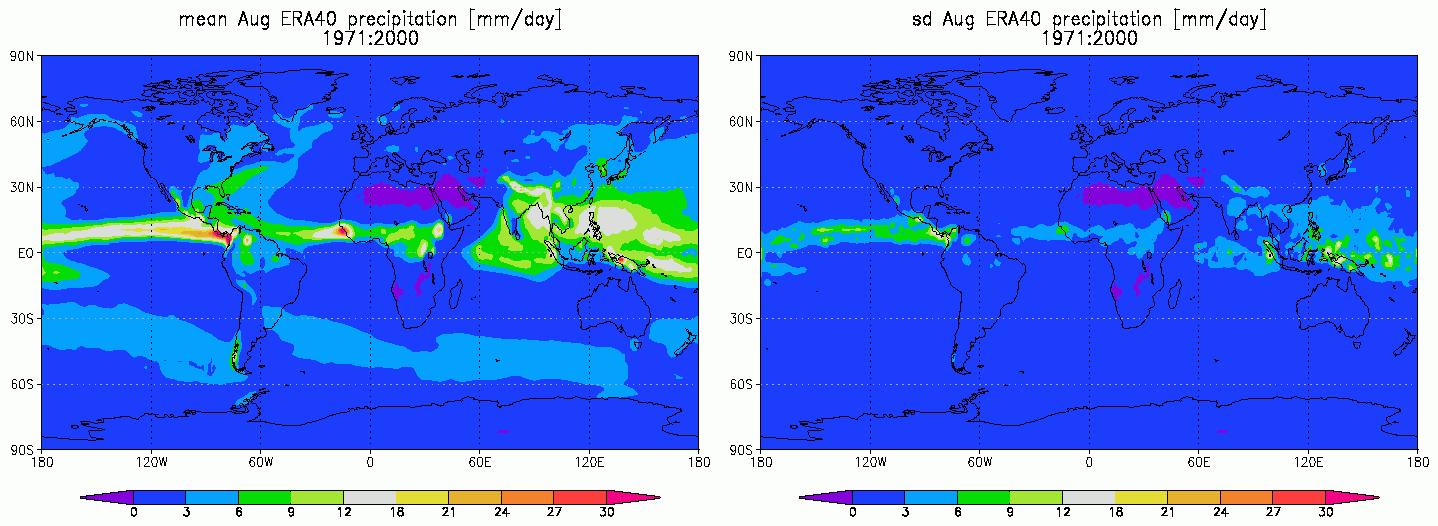 mean Aug ERA40 precipitation [mm/day]
1971:2000
90N
60N
30N
EQ
30S
60S
90S
180 120W 60W 0 60E 120E 180
0 3 6 9 12 18 21 24 27 30
sd Aug ERA40 precipitation [mm/day]
1971:2000
90N
60N
30N
EQ
30S
60S
90S
180 120W 60W 0 60E 120E 180
0 3 6 9 12 18 21 24 27 30